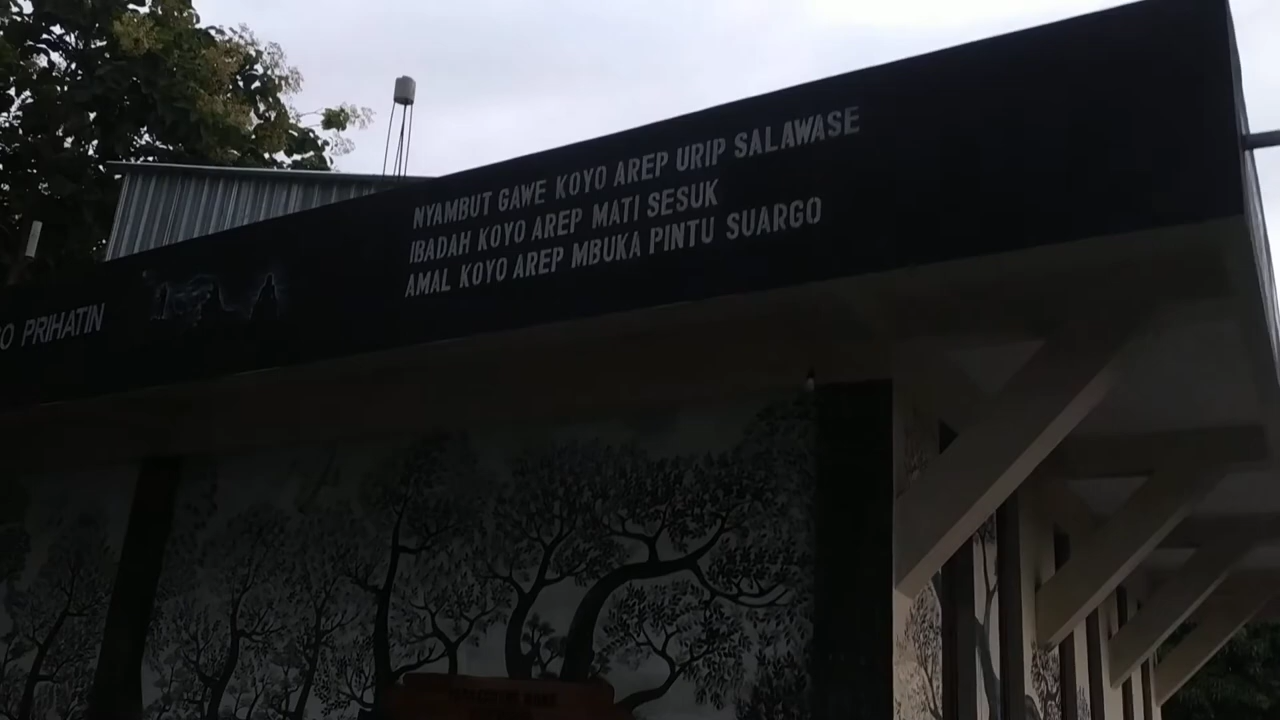 NYAMBUT GAWE KOYO AREP URIP SALAWASE
IBADAH KOYO AREP MATI SESUK
AMAL KOYO AREP MBUKA PINTU SUARGO
PRIHATIN